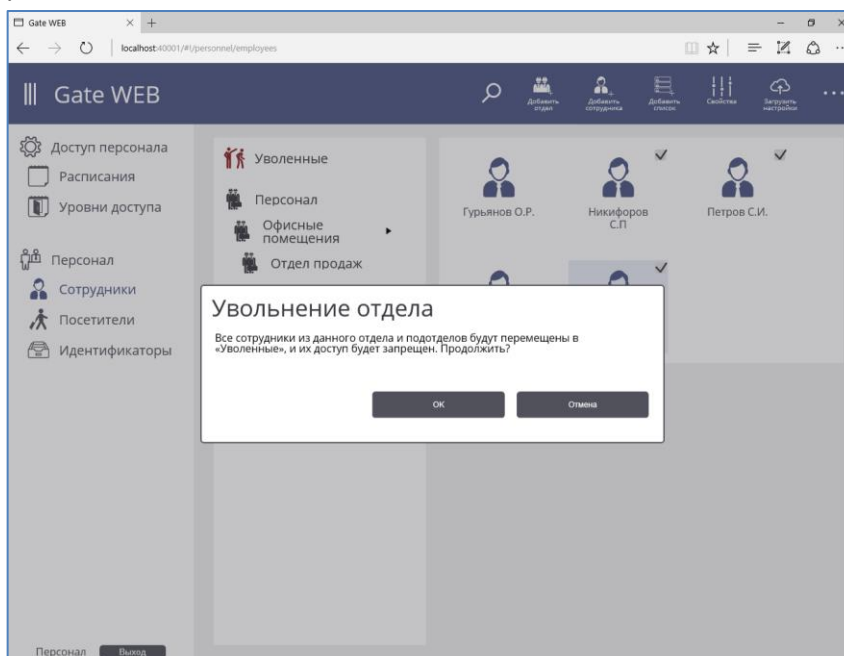 Gate WEB
localhost:40001/#!/personnel/employees
Gate WEB
Добавить отдел
Добавить сотрудника
Добавить список
Свойства
Загрузить настройки
Доступ персонала
Расписания
Уровни доступа
Персонал
Сотрудники
Посетители
Идентификаторы
Уволенные
Персонал
Офисные
помещения
Отдел продаж
Гурьянов О.Р.
Никифоров
С.П
Петров С.И.
Увольнение отдела
Все сотрудники из данного отдела и подотделов будут перемещены в
«Уволенные», и их доступ будет запрещен. Продолжить?
OK
Отмена
Персонал
Выход